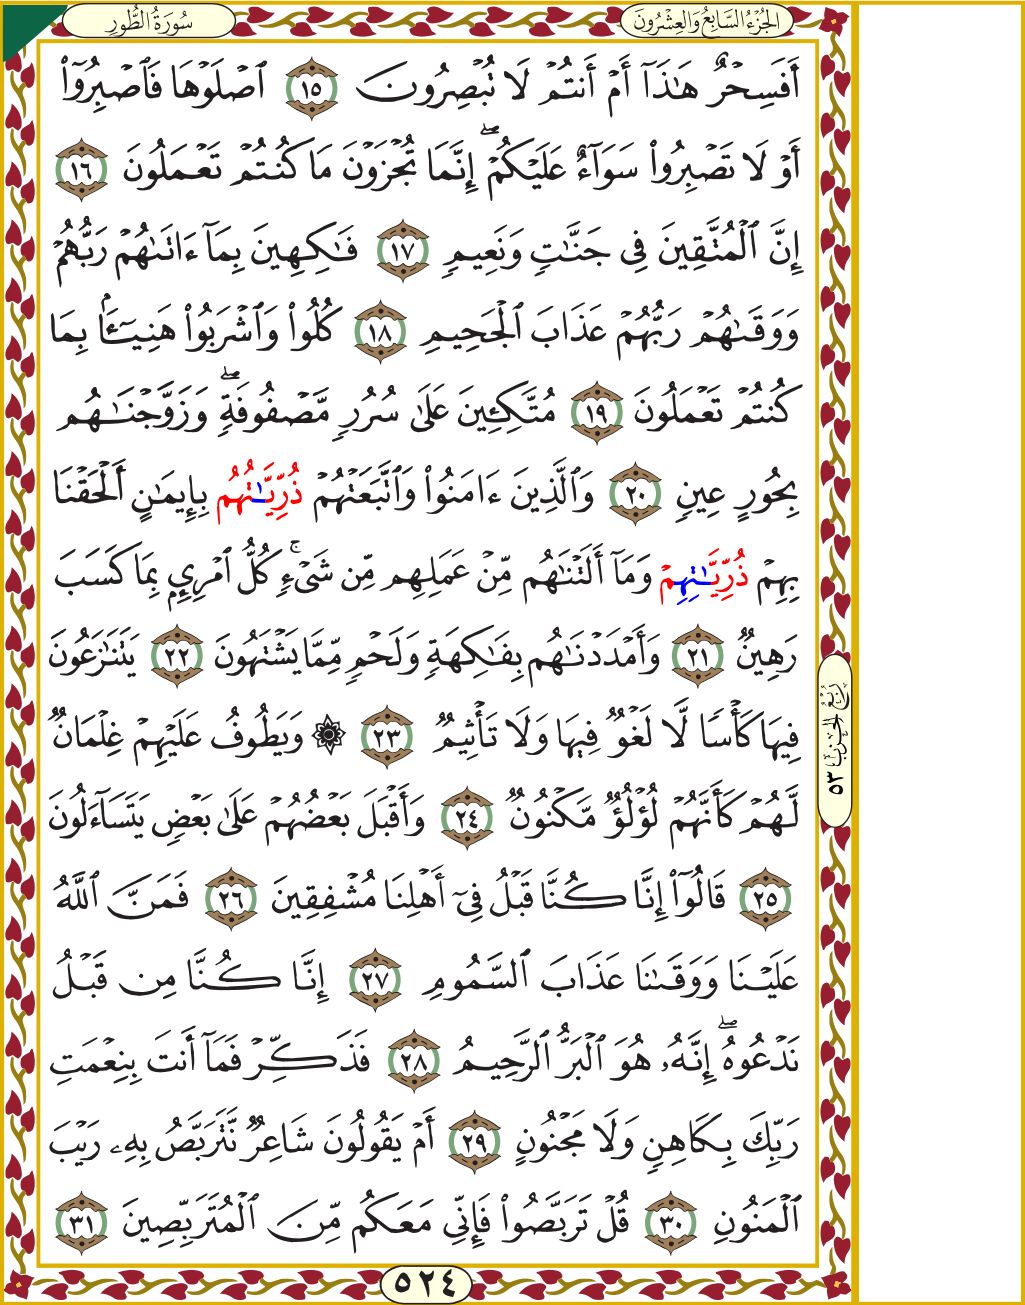 الجُزْءُ السَّابِعُ وَالعِشْرُونَ
سُورَةُ الطُّورِ
أَفَسِحْرٌ هَٰذَآ أَمْ أَنتُمْ لَا تُبْصِرُونَ ١٥ ٱصْلَوْهَا فَٱصْبِرُوٓا۟
أَوْ لَا تَصْبِرُوا۟ سَوَآءٌ عَلَيْكُمْ ۖ إِنَّمَا تُجْزَوْنَ مَا كُنتُمْ تَعْمَلُونَ ١٦
إِنَّ ٱلْمُتَّقِينَ فِى جَنَّٰتٍ وَنَعِيمٍ ١٧ فَٰكِهِينَ بِمَآ ءَاتَىٰهُمْ رَبُّهُمْ
وَوَقَىٰهُمْ رَبُّهُمْ عَذَابَ ٱلْجَحِيمِ ١٨ كُلُوا۟ وَٱشْرَبُوا۟ هَنِيٓـًٔۢا بِمَا
كُنتُمْ تَعْمَلُونَ ١٩ مُتَّكِـِٔينَ عَلَىٰ سُرُرٍ مَّصْفُوفَةٍ ۖ وَزَوَّجْنَٰهُم
بِحُورٍ عِينٍ ٢٠ وَٱلَّذِينَ ءَامَنُوا۟ وَٱتَّبَعَتْهُمْ ذُرِّيَّٰتُهُم بِإِيمَٰنٍ أَلْحَقْنَا
بِهِمْ ذُرِّيَّٰتِهِمْ وَمَآ أَلَتْنَٰهُم مِّنْ عَمَلِهِم مِّن شَىْءٍ ۚ كُلُّ ٱمْرِئٍۭ بِمَا كَسَبَ
رَهِينٌ ٢١ وَأَمْدَدْنَٰهُم بِفَٰكِهَةٍ وَلَحْمٍ مِّمَّا يَشْتَهُونَ ٢٢ يَتَنَٰزَعُونَ
فِيهَا كَأْسًا لَّا لَغْوٌ فِيهَا وَلَا تَأْثِيمٌ ٢٣ ۞ وَيَطُوفُ عَلَيْهِمْ غِلْمَانٌ
لَّهُمْ كَأَنَّهُمْ لُؤْلُؤٌ مَّكْنُونٌ ٢٤ وَأَقْبَلَ بَعْضُهُمْ عَلَىٰ بَعْضٍ يَتَسَآءَلُونَ
٢٥ قَالُوٓا۟ إِنَّا كُنَّا قَبْلُ فِىٓ أَهْلِنَا مُشْفِقِينَ ٢٦ فَمَنَّ ٱللَّهُ
عَلَيْنَا وَوَقَىٰنَا عَذَابَ ٱلسَّمُومِ ٢٧ إِنَّا كُنَّا مِن قَبْلُ
نَدْعُوهُ ۖ إِنَّهُۥ هُوَ ٱلْبَرُّ ٱلرَّحِيمُ ٢٨ فَذَكِّرْ فَمَآ أَنتَ بِنِعْمَتِ
رَبِّكَ بِكَاهِنٍ وَلَا مَجْنُونٍ ٢٩ أَمْ يَقُولُونَ شَاعِرٌ نَّتَرَبَّصُ بِهِۦ رَيْبَ
ٱلْمَنُونِ ٣٠ قُلْ تَرَبَّصُوا۟ فَإِنِّى مَعَكُم مِّنَ ٱلْمُتَرَبِّصِينَ ٣١
رُبْعُ الحِزْب ٥٣
٥٢٤